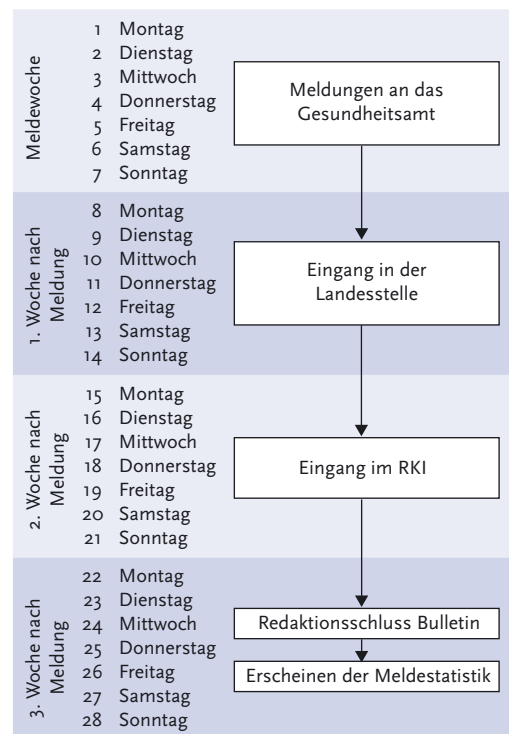 Meldewoche
1 Montag
2 Dienstag
3 Mittwoch
4 Donnerstag
5 Freitag
6 Samstag
7 Sonntag
Meldungen an das
Gesundheitsamt
1. Woche nach
Meldung
8 Montag
9 Dienstag
10 Mittwoch
11 Donnerstag
12 Freitag
13 Samstag
14 Sonntag
Eingang in der
Landesstelle
2. Woche nach
Meldung
15 Montag
16 Dienstag
17 Mittwoch
18 Donnerstag
19 Freitag
20 Samstag
21 Sonntag
Eingang im RKI
3. Woche nach
Meldung
22 Montag
23 Dienstag
24 Mittwoch
25 Donnerstag
26 Freitag
27 Samstag
28 Sonntag
Redaktionsschluss Bulletin
Erscheinen der Meldestatistik